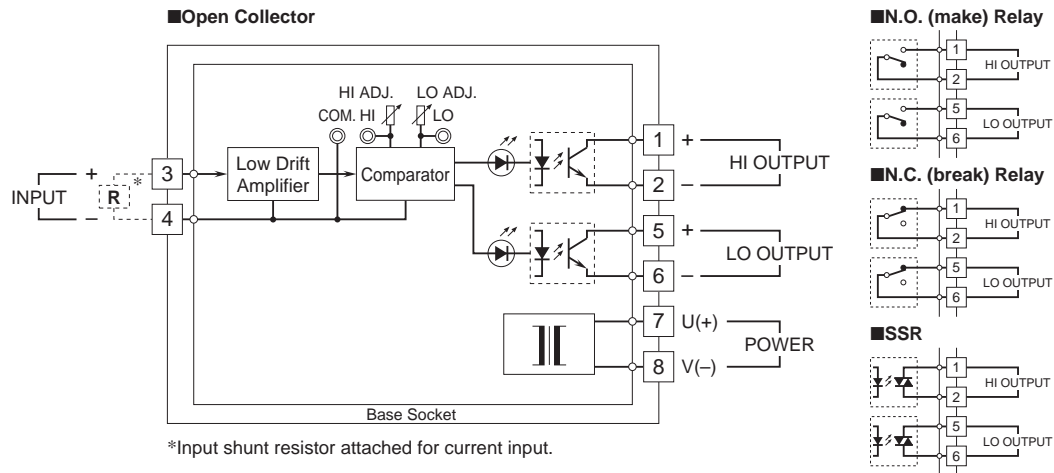 ■Open Collector
HI ADJ. LO ADJ.
COM. HI LO
Low Drift
Amplifier
Comparator
INPUT
+
–
R
*
3
4
1 +
HI OUTPUT
2 –
5 +
LO OUTPUT
6 –
7 U(+)
POWER
8 V(–)
Base Socket
*Input shunt resistor attached for current input.
■N.O. (make) Relay
1
HI OUTPUT
2
5
LO OUTPUT
6
■N.C. (break) Relay
1
HI OUTPUT
2
5
LO OUTPUT
6
■SSR
1
HI OUTPUT
2
5
LO OUTPUT
6